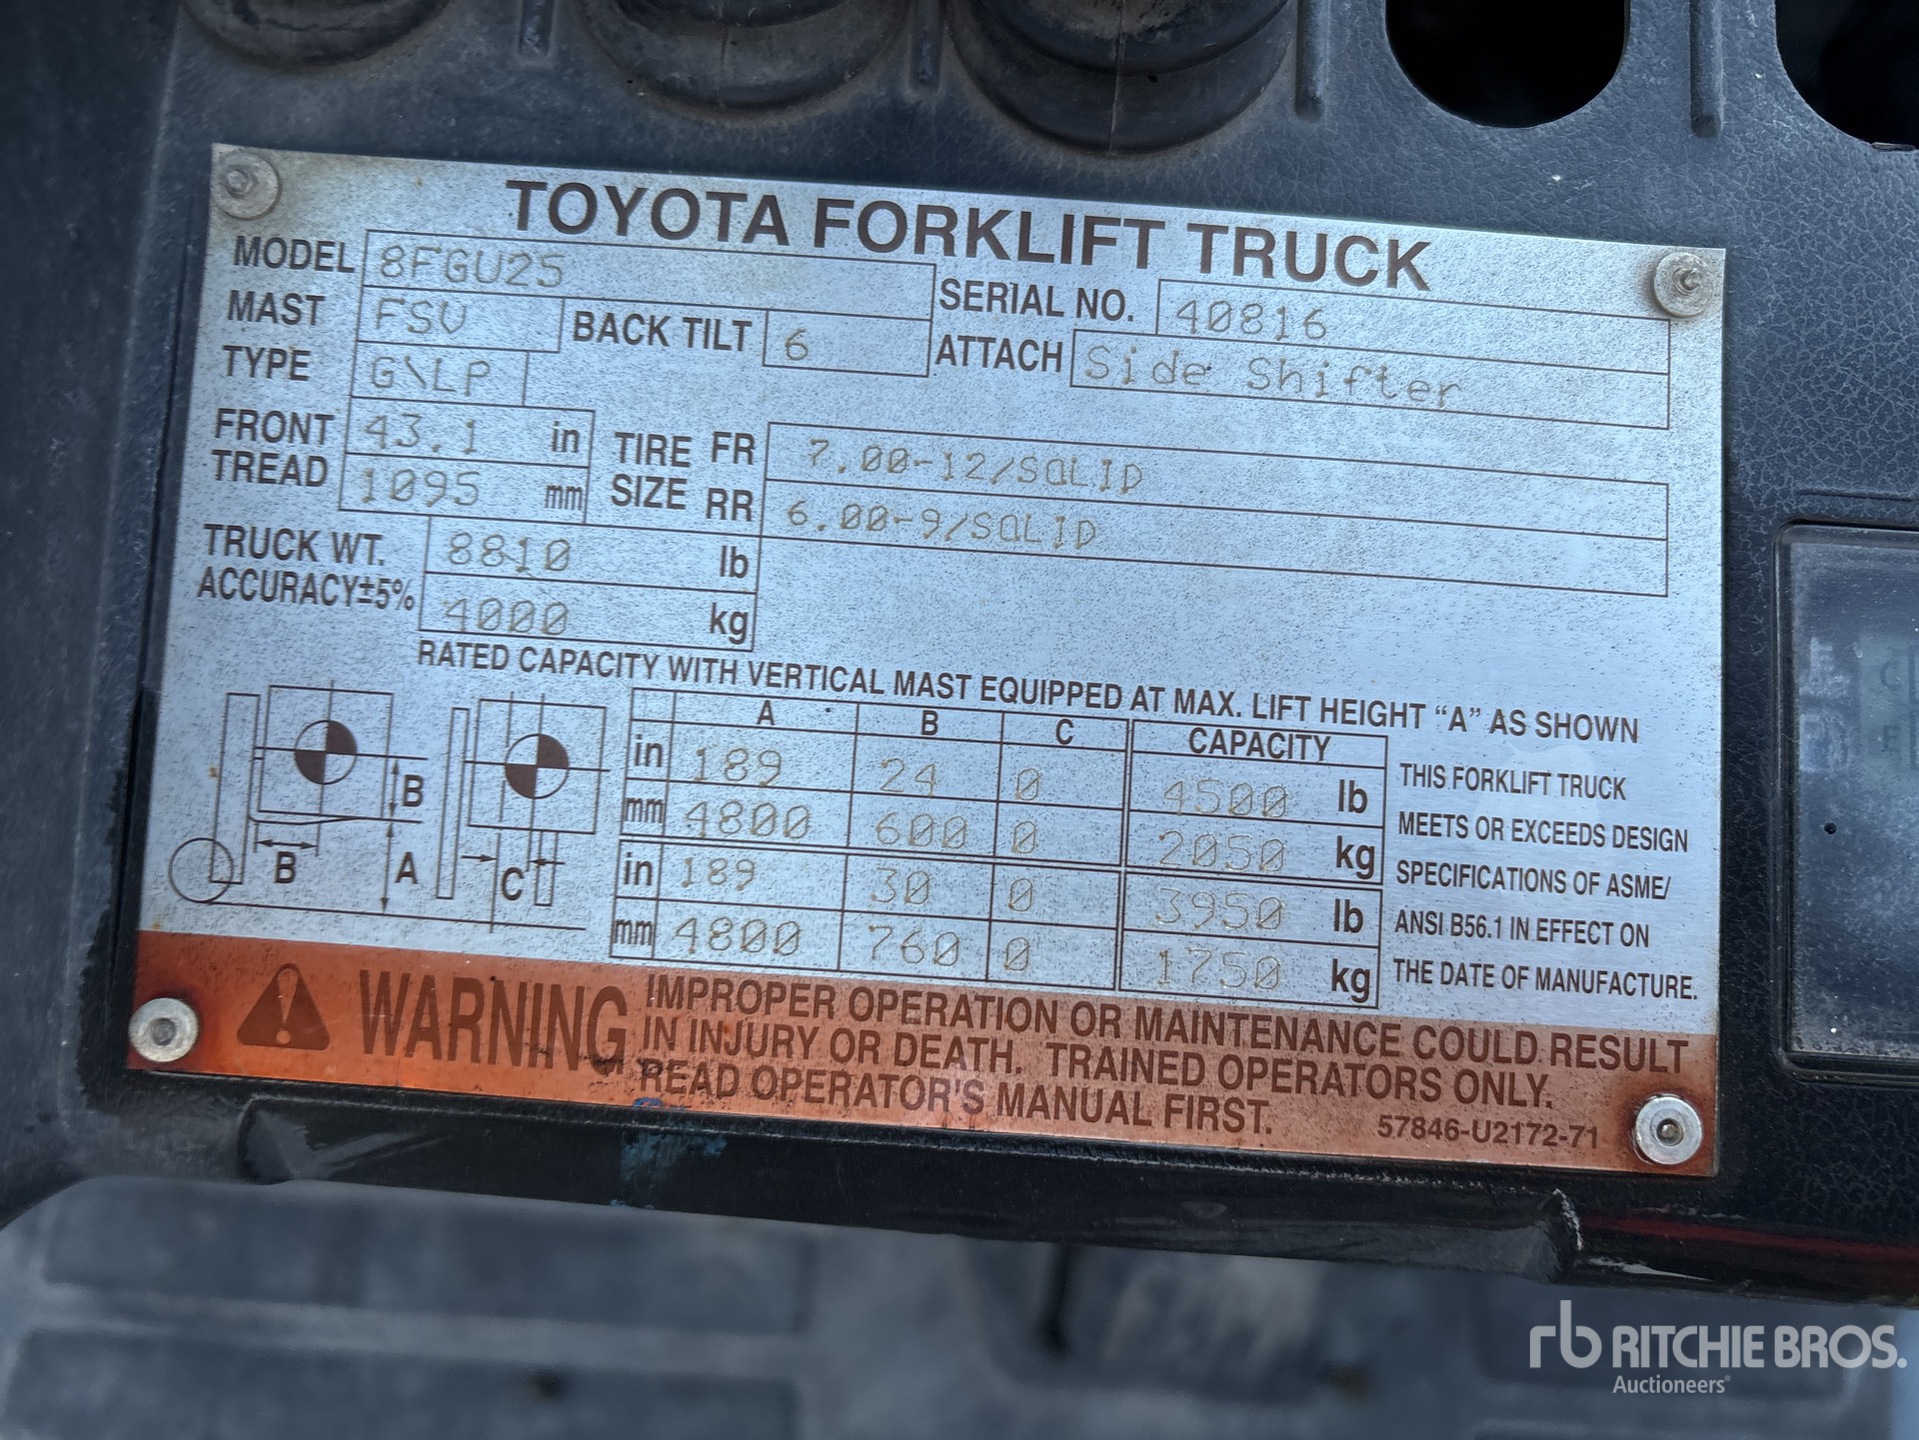 TOYOTA FORKLIFT TRUCK
MODEL 8FGU25 SERIAL NO. 40816
MAST FSV BACK TILT 6 ATTACH Side Shifter
TYPE G\LP
FRONT TREAD 43.1 in TIRE SIZE FR 7.00-12/SOLID
1095 mm RR 6.00-9/SOLID
TRUCK WT. 8810 lb
ACCURACY±5% 4000 kg
RATED CAPACITY WITH VERTICAL MAST EQUIPPED AT MAX. LIFT HEIGHT “A” AS SHOWN
A B C CAPACITY
in 189 24 0 4500 lb
mm 4800 600 0 2050 kg
in 189 30 0 3950 lb
mm 4800 760 0 1750 kg
B
B A C
THIS FORKLIFT TRUCK
MEETS OR EXCEEDS DESIGN
SPECIFICATIONS OF ASME/
ANSI B56.1 IN EFFECT ON
THE DATE OF MANUFACTURE.
WARNING
IMPROPER OPERATION OR MAINTENANCE COULD RESULT
IN INJURY OR DEATH. TRAINED OPERATORS ONLY.
READ OPERATOR'S MANUAL FIRST.
57846-U2172-71
rb RITCHIE BROS.
Auctioneers®